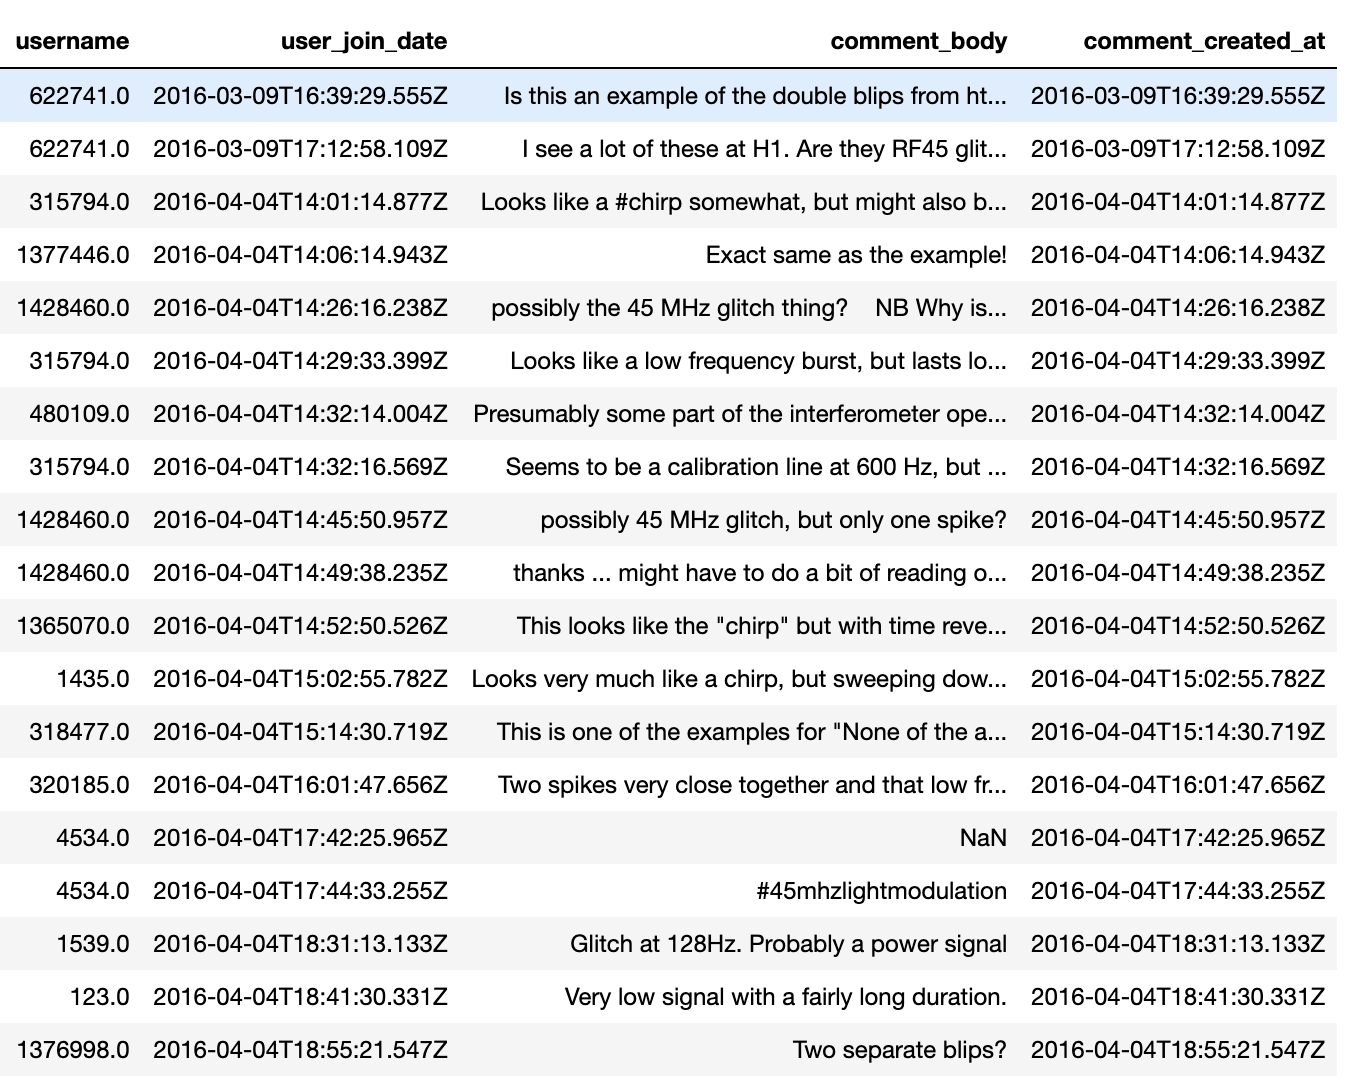 username user_join_date comment_body comment_created_at
622741.0 2016-03-09T16:39:29.555Z Is this an example of the double blips from ht... 2016-03-09T16:39:29.555Z
622741.0 2016-03-09T17:12:58.109Z I see a lot of these at H1. Are they RF45 glit... 2016-03-09T17:12:58.109Z
315794.0 2016-04-04T14:01:14.877Z Looks like a #chirp somewhat, but might also b... 2016-04-04T14:01:14.877Z
1377446.0 2016-04-04T14:06:14.943Z Exact same as the example! 2016-04-04T14:06:14.943Z
1428460.0 2016-04-04T14:26:16.238Z possibly the 45 MHz glitch thing? NB Why is... 2016-04-04T14:26:16.238Z
315794.0 2016-04-04T14:29:33.399Z Looks like a low frequency burst, but lasts lo... 2016-04-04T14:29:33.399Z
480109.0 2016-04-04T14:32:14.004Z Presumably some part of the interferometer ope... 2016-04-04T14:32:14.004Z
315794.0 2016-04-04T14:32:16.569Z Seems to be a calibration line at 600 Hz, but ... 2016-04-04T14:32:16.569Z
1428460.0 2016-04-04T14:45:50.957Z possibly 45 MHz glitch, but only one spike? 2016-04-04T14:45:50.957Z
1428460.0 2016-04-04T14:49:38.235Z thanks ... might have to do a bit of reading o... 2016-04-04T14:49:38.235Z
1365070.0 2016-04-04T14:52:50.526Z This looks like the "chirp" but with time reve... 2016-04-04T14:52:50.526Z
1435.0 2016-04-04T15:02:55.782Z Looks very much like a chirp, but sweeping dow... 2016-04-04T15:02:55.782Z
318477.0 2016-04-04T15:14:30.719Z This is one of the examples for "None of the a... 2016-04-04T15:14:30.719Z
320185.0 2016-04-04T16:01:47.656Z Two spikes very close together and that low fr... 2016-04-04T16:01:47.656Z
4534.0 2016-04-04T17:42:25.965Z NaN 2016-04-04T17:42:25.965Z
4534.0 2016-04-04T17:44:33.255Z #45mhzlightmodulation 2016-04-04T17:44:33.255Z
1539.0 2016-04-04T18:31:13.133Z Glitch at 128Hz. Probably a power signal 2016-04-04T18:31:13.133Z
123.0 2016-04-04T18:41:30.331Z Very low signal with a fairly long duration. 2016-04-04T18:41:30.331Z
1376998.0 2016-04-04T18:55:21.547Z Two separate blips? 2016-04-04T18:55:21.547Z